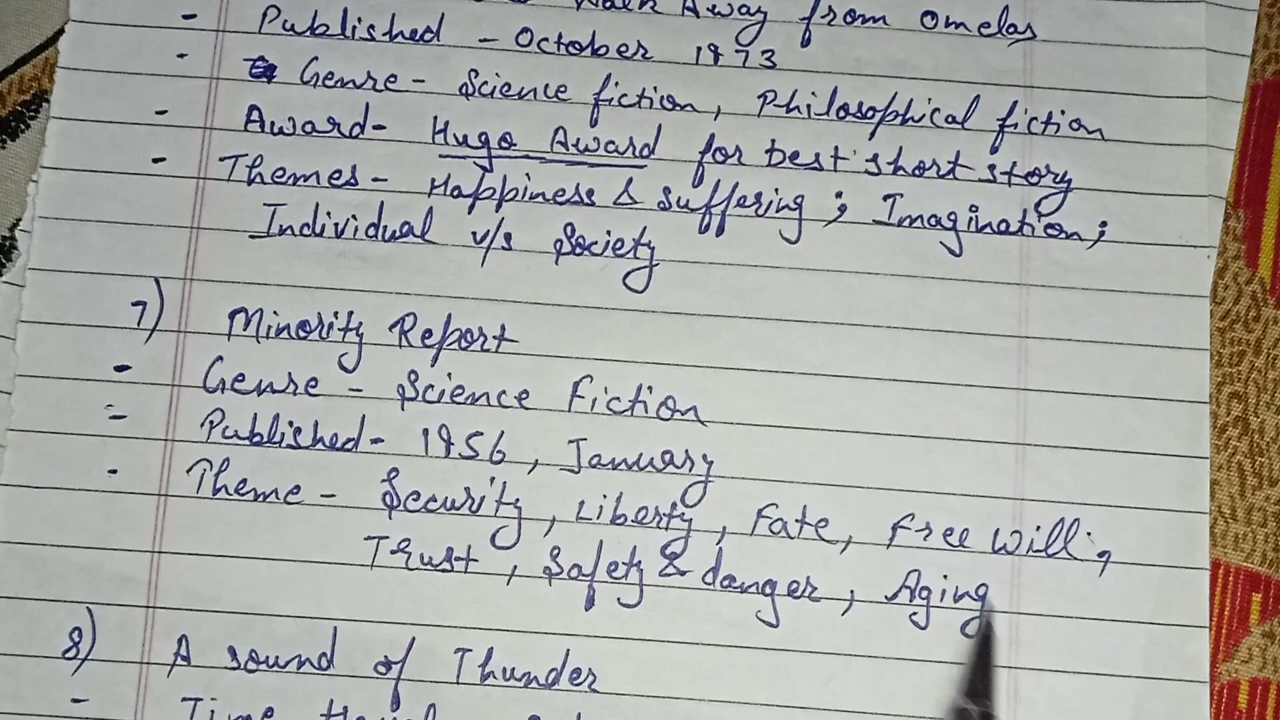 Walk Away from Omelas
- Published - October 1973
- Genre - Science fiction, Philosophical fiction
- Award - Hugo Award for best short story
- Themes - Happiness & suffering ; Imagination ;
Individual v/s Society
7) Minority Report
- Genre - Science Fiction
- Published - 1956, January
- Theme - Security, Liberty, Fate, Free will,
Trust, Safety & danger, Aging
8) A sound of Thunder
- Time